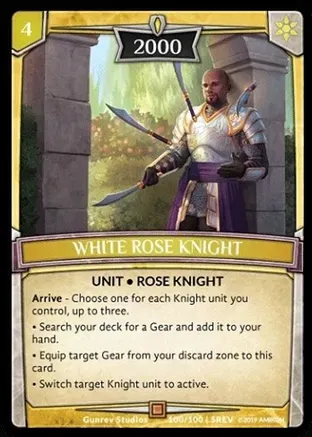 4
2000
WHITE ROSE KNIGHT
UNIT • ROSE KNIGHT
Arrive - Choose one for each Knight unit you
control, up to three.
• Search your deck for a Gear and add it to your
hand.
• Equip target Gear from your discard zone to this
card.
• Switch target Knight unit to active.
Gunrev Studios 100/100 | SREV ©2019